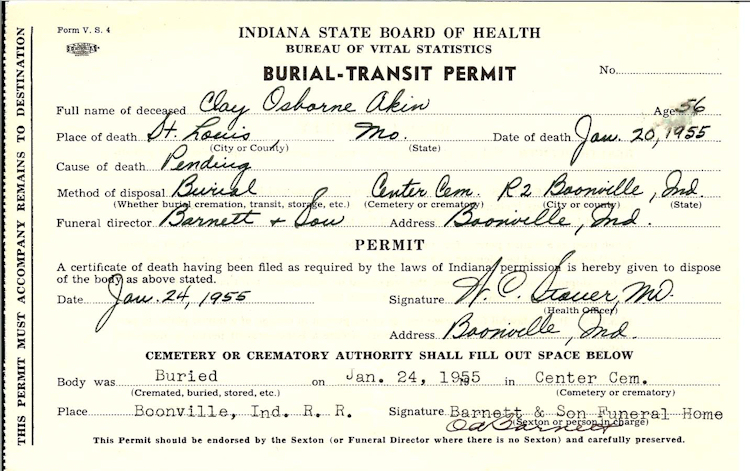 THIS PERMIT MUST ACCOMPANY REMAINS TO DESTINATION
Form V. S. 4
INDIANA STATE BOARD OF HEALTH
BUREAU OF VITAL STATISTICS
BURIAL-TRANSIT PERMIT
No.
Full name of deceased Clay Osborne Akin Age 56
Place of death St. Louis, Mo. Date of death Jan. 20, 1955
(City or County) (State)
Cause of death Pending
Method of disposal Burial Center Cem. R2 Boonville, Ind.
(Whether burial cremation, transit, storage, etc.) (Cemetery or crematory) (City or county) (State)
Funeral director Barnett + Son Address Boonville, Ind.
PERMIT
A certificate of death having been filed as required by the laws of Indiana, permission is hereby given to dispose
of the body as above stated.
Date Jan. 24, 1955 Signature W. C. Stover, MD.
(Health Officer)
Address Boonville, Ind.
CEMETERY OR CREMATORY AUTHORITY SHALL FILL OUT SPACE BELOW
Body was Buried on Jan. 24, 1955 in Center Cem.
(Cremated, buried, stored, etc.) (Cemetery or crematory)
Place Boonville, Ind. R. R. Signature Barnett & Son Funeral Home
(Sexton or person in charge)
Barnett
This Permit should be endorsed by the Sexton (or Funeral Director where there is no Sexton) and carefully preserved.